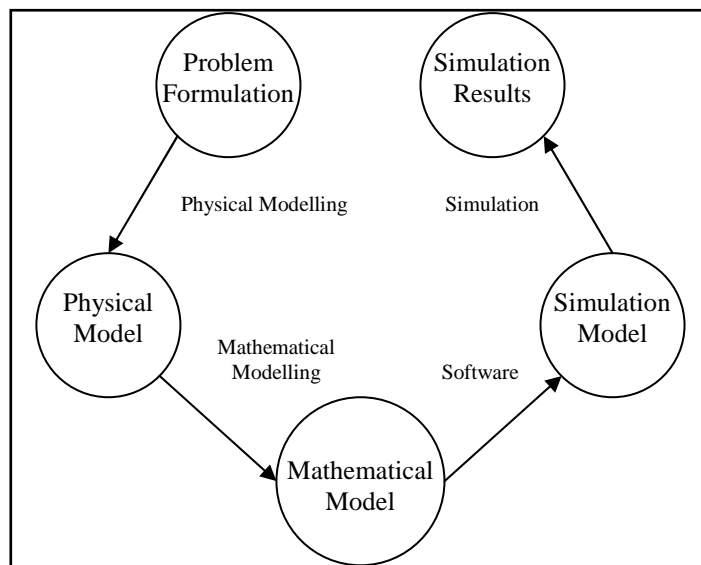 Problem
Formulation
Simulation
Results
Physical Modelling
Simulation
Physical
Model
Simulation
Model
Mathematical
Modelling
Software
Mathematical
Model